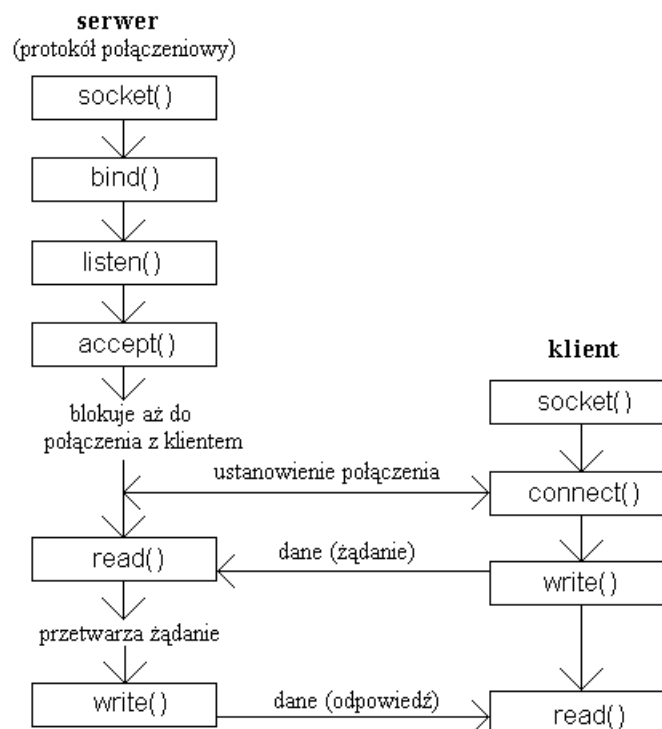 serwer
(protokół połączeniowy)
socket()
bind()
listen()
accept()
blokuje aż do
połączenia z klientem
klient
socket()
ustanowienie połączenia
connect()
read()
dane (żądanie)
write()
przetwarza żądanie
write()
dane (odpowiedź)
read()